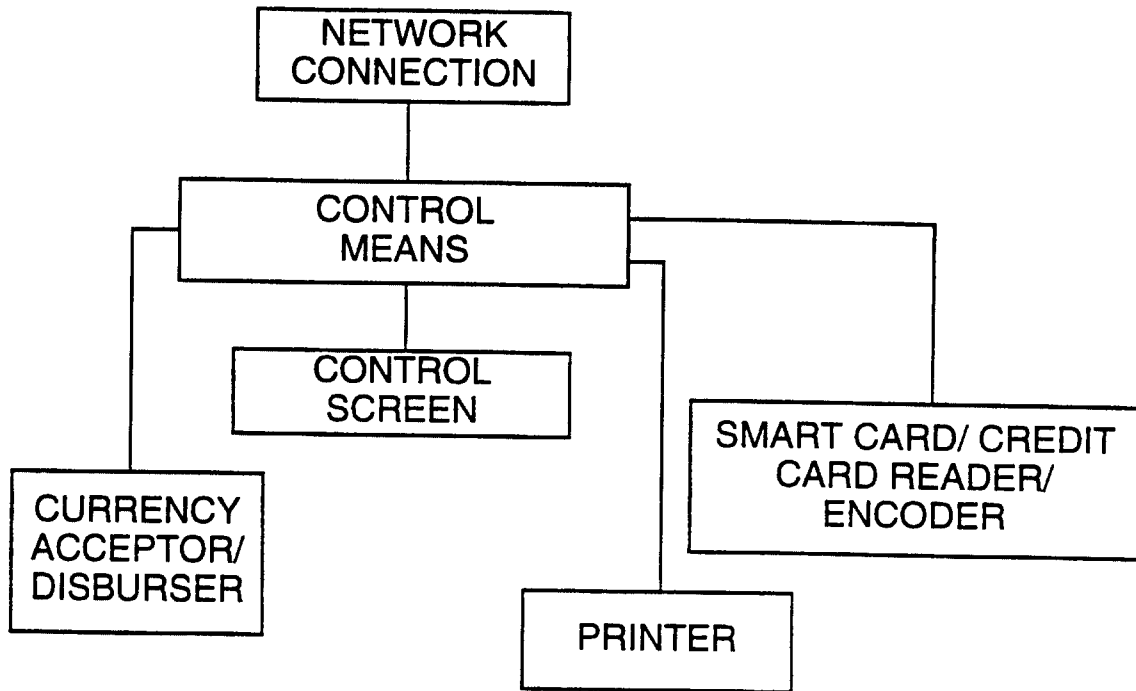 NETWORK
CONNECTION
CONTROL
MEANS
CONTROL
SCREEN
SMART CARD/ CREDIT
CARD READER/
ENCODER
CURRENCY
ACCEPTOR/
DISBURSER
PRINTER